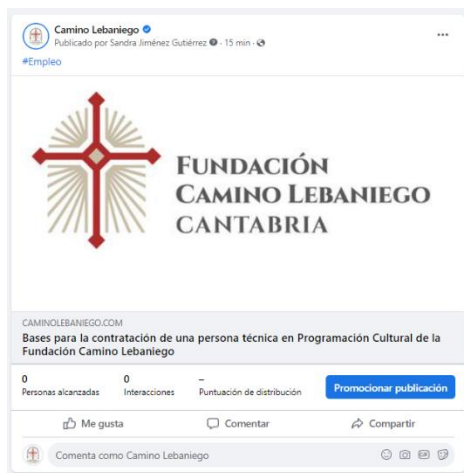 Camino Lebaniego
Publicado por Sandra Jiménez Gutiérrez · 15 min ·
#Empleo
FUNDACIÓN
CAMINO LEBANIEGO
CANTABRIA
CAMINOLEBANIEGO.COM
Bases para la contratación de una persona técnica en Programación Cultural de la
Fundación Camino Lebaniego
0 0 –
Personas alcanzadas Interacciones Puntuación de distribución Promocionar publicación
Me gusta Comentar Compartir
Comenta como Camino Lebaniego GIF